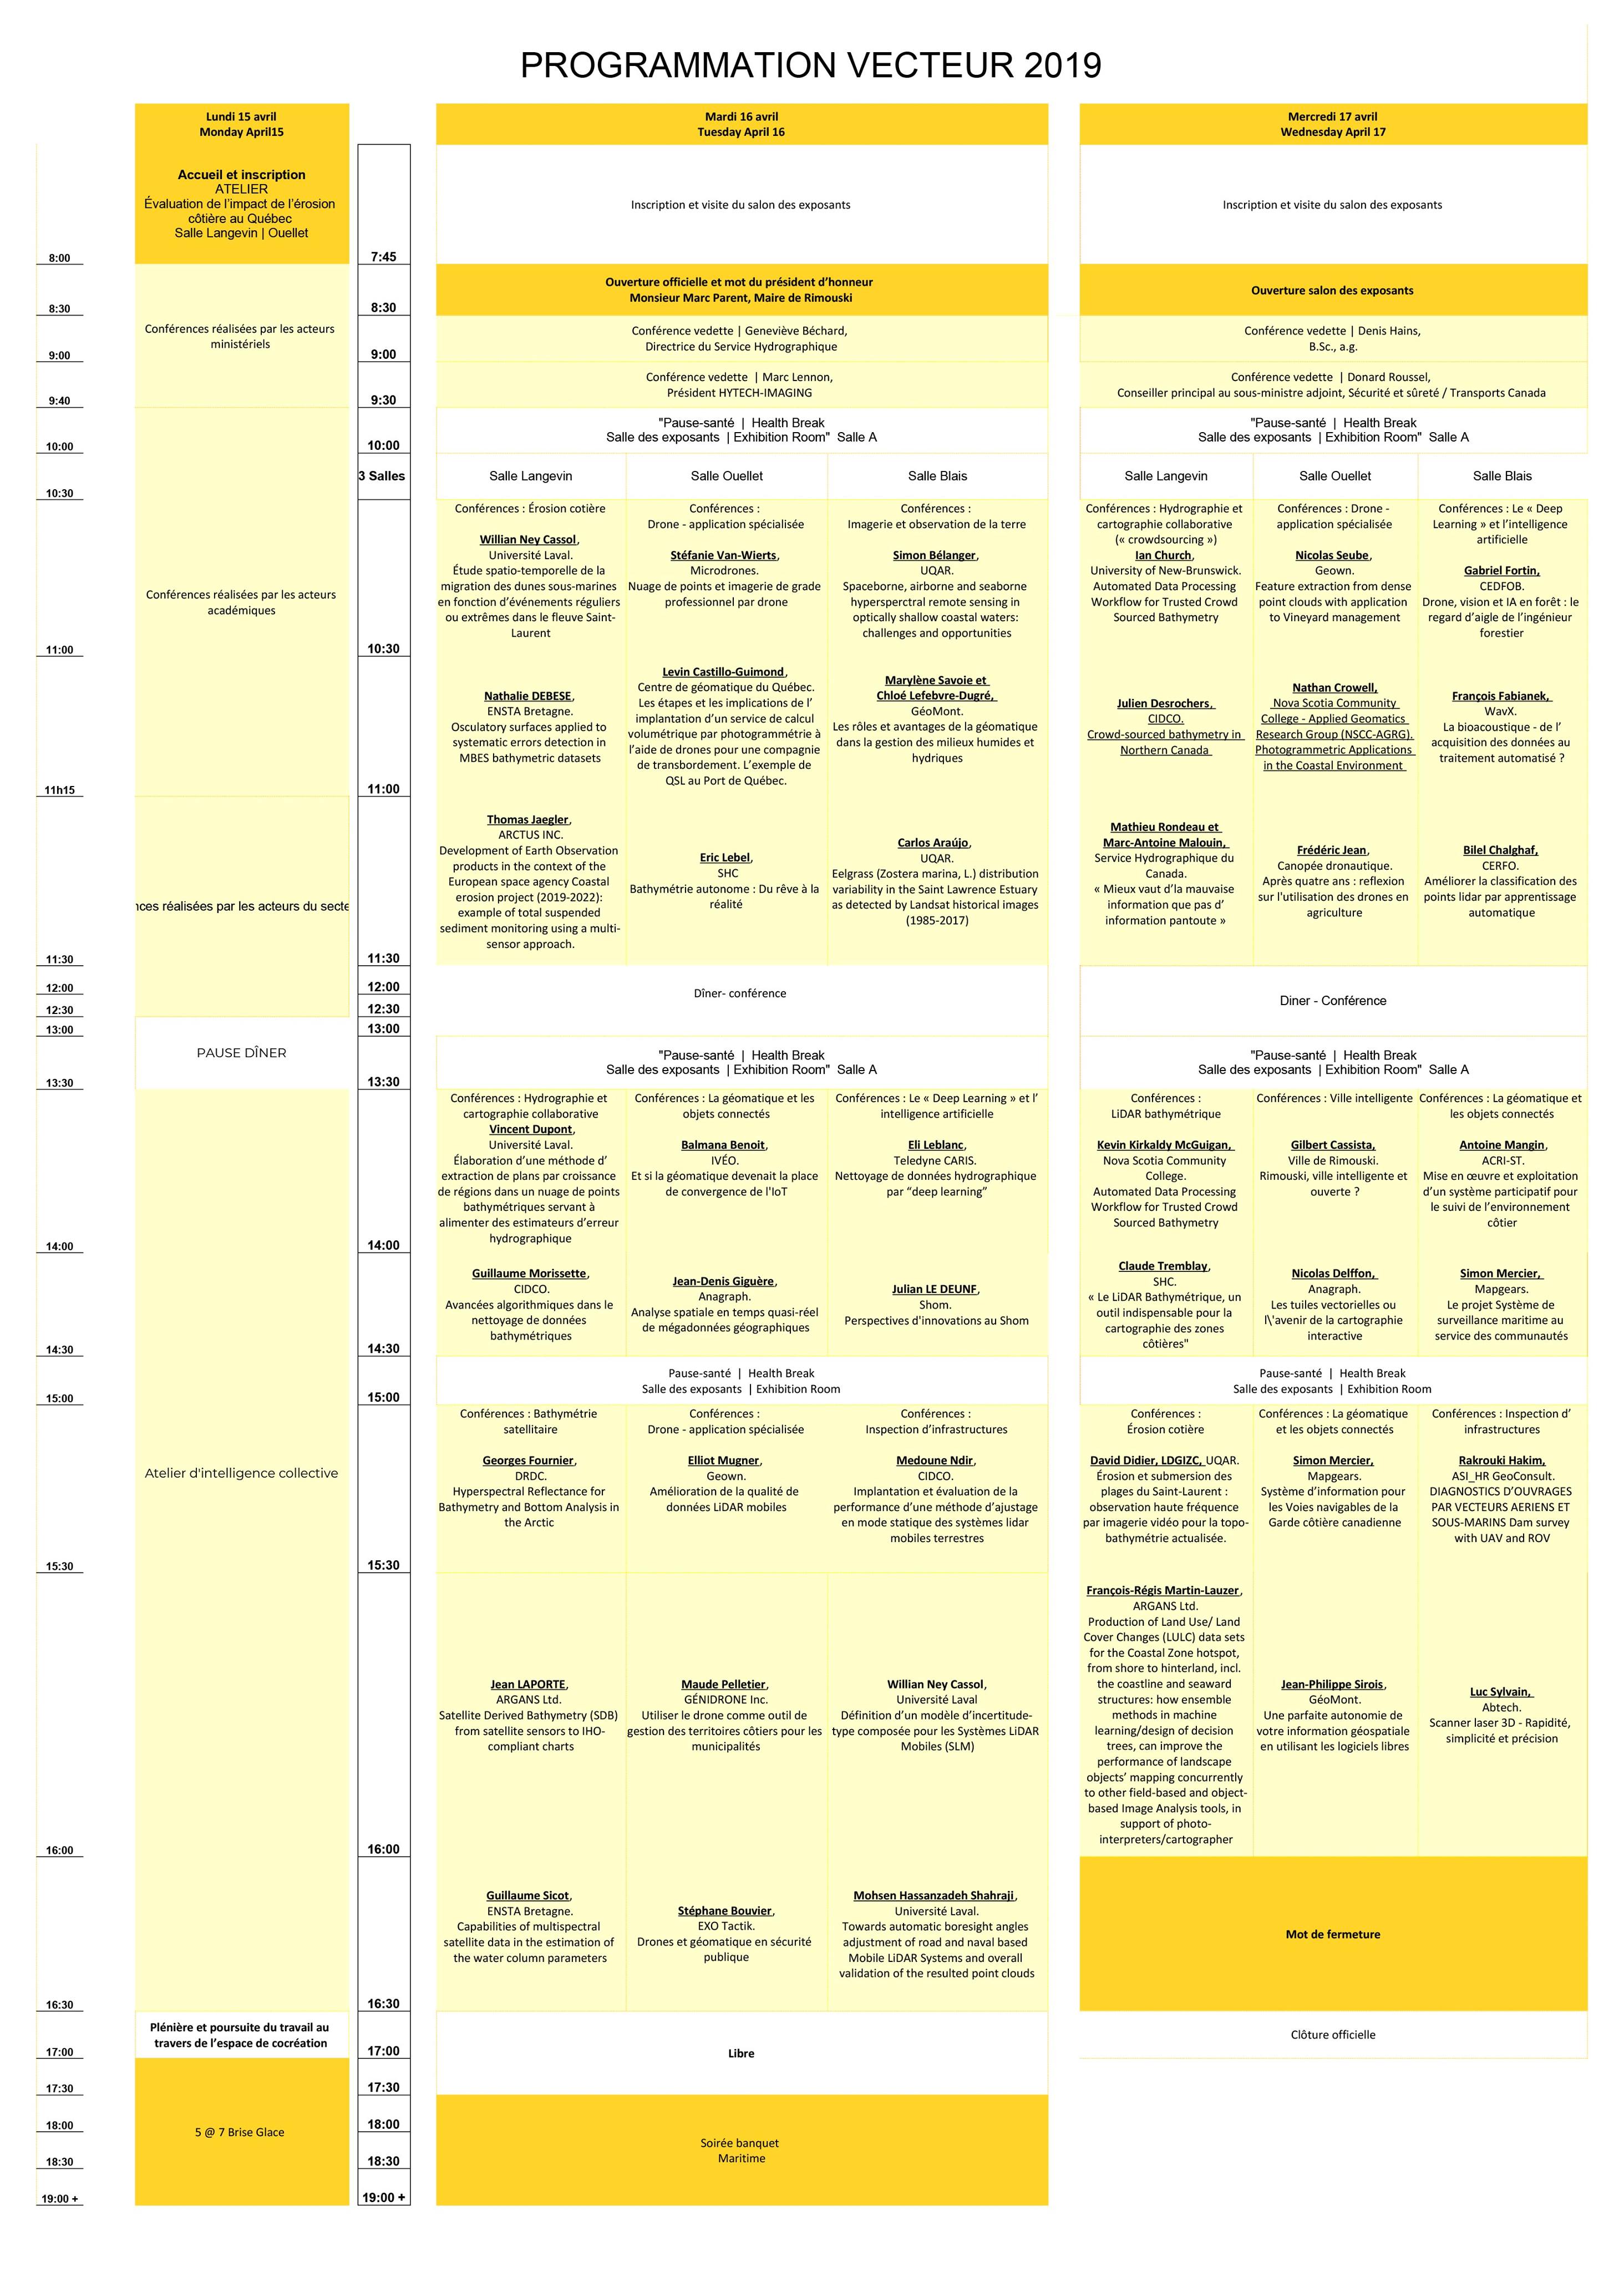 PROGRAMMATION VECTEUR 2019
Lundi 15 avril
Monday April15
Accueil et inscription
ATELIER
Évaluation de l’impact de l’érosion
côtière au Québec
Salle Langevin | Ouellet
8:00
8:30
Conférences réalisées par les acteurs
ministériels
9:00
9:40
10:00
10:30
Conférences réalisées par les acteurs
académiques
11:00
11h15
nces réalisées par les acteurs du secte
11:30
12:00
12:30
13:00
PAUSE DÎNER
13:30
14:00
14:30
15:00
Atelier d'intelligence collective
15:30
16:00
16:30
Plénière et poursuite du travail au
travers de l’espace de cocréation
17:00
17:30
18:00
5 @ 7 Brise Glace
18:30
19:00 +
7:45
8:30
9:00
9:30
10:00
3 Salles
10:30
11:00
11:30
12:00
12:30
13:00
13:30
14:00
14:30
15:00
15:30
16:00
16:30
17:00
17:30
18:00
18:30
19:00 +
Mardi 16 avril
Tuesday April 16
Inscription et visite du salon des exposants
Ouverture officielle et mot du président d’honneur
Monsieur Marc Parent, Maire de Rimouski
Conférence vedette | Geneviève Béchard,
Directrice du Service Hydrographique
Conférence vedette | Marc Lennon,
Président HYTECH-IMAGING
"Pause-santé | Health Break
Salle des exposants | Exhibition Room" Salle A
Salle Langevin
Salle Ouellet
Salle Blais
Conférences : Érosion cotière
Willian Ney Cassol,
Université Laval.
Étude spatio-temporelle de la
migration des dunes sous-marines
en fonction d’événements réguliers
ou extrêmes dans le fleuve Saint-
Laurent
Conférences :
Drone - application spécialisée
Stéfanie Van-Wierts,
Microdrones.
Nuage de points et imagerie de grade
professionnel par drone
Conférences :
Imagerie et observation de la terre
Simon Bélanger,
UQAR.
Spaceborne, airborne and seaborne
hypersperctral remote sensing in
optically shallow coastal waters:
challenges and opportunities
Nathalie DEBESE,
ENSTA Bretagne.
Osculatory surfaces applied to
systematic errors detection in
MBES bathymetric datasets
Levin Castillo-Guimond,
Centre de géomatique du Québec.
Les étapes et les implications de l’
implantation d’un service de calcul
volumétrique par photogrammétrie à
l’aide de drones pour une compagnie
de transbordement. L’exemple de
QSL au Port de Québec.
Marylène Savoie et
Chloé Lefebvre-Dugré,
GéoMont.
Les rôles et avantages de la géomatique
dans la gestion des milieux humides et
hydriques
Thomas Jaegler,
ARCTUS INC.
Development of Earth Observation
products in the context of the
European space agency Coastal
erosion project (2019-2022):
example of total suspended
sediment monitoring using a multi-
sensor approach.
Eric Lebel,
SHC
Bathymétrie autonome : Du rêve à la
réalité
Carlos Araújo,
UQAR.
Eelgrass (Zostera marina, L.) distribution
variability in the Saint Lawrence Estuary
as detected by Landsat historical images
(1985-2017)
Dîner- conférence
"Pause-santé | Health Break
Salle des exposants | Exhibition Room" Salle A
Conférences : Hydrographie et
cartographie collaborative
Vincent Dupont,
Université Laval.
Élaboration d’une méthode d’
extraction de plans par croissance
de régions dans un nuage de points
bathymétriques servant à
alimenter des estimateurs d’erreur
hydrographique
Conférences : La géomatique et les
objets connectés
Balmana Benoit,
IVÉO.
Et si la géomatique devenait la place
de convergence de l'IoT
Conférences : Le « Deep Learning » et l’
intelligence artificielle
Eli Leblanc,
Teledyne CARIS.
Nettoyage de données hydrographique
par “deep learning”
Guillaume Morissette,
CIDCO.
Avancées algorithmiques dans le
nettoyage de données
bathymétriques
Jean-Denis Giguère,
Anagraph.
Analyse spatiale en temps quasi-réel
de mégadonnées géographiques
Julian LE DEUNF,
Shom.
Perspectives d'innovations au Shom
Pause-santé | Health Break
Salle des exposants | Exhibition Room
Conférences : Bathymétrie
satellitaire
Georges Fournier,
DRDC.
Hyperspectral Reflectance for
Bathymetry and Bottom Analysis in
the Arctic
Conférences :
Drone - application spécialisée
Elliot Mugner,
Geown.
Amélioration de la qualité de
données LiDAR mobiles
Conférences :
Inspection d’infrastructures
Medoune Ndir,
CIDCO.
Implantation et évaluation de la
performance d’une méthode d’ajustage
en mode statique des systèmes lidar
mobiles terrestres
Jean LAPORTE,
ARGANS Ltd.
Satellite Derived Bathymetry (SDB)
from satellite sensors to IHO-
compliant charts
Maude Pelletier,
GÉNIDRONE Inc.
Utiliser le drone comme outil de
gestion des territoires côtiers pour les
municipalités
Willian Ney Cassol,
Université Laval
Définition d’un modèle d’incertitude-
type composée pour les Systèmes LiDAR
Mobiles (SLM)
Guillaume Sicot,
ENSTA Bretagne.
Capabilities of multispectral
satellite data in the estimation of
the water column parameters
Stéphane Bouvier,
EXO Tactik.
Drones et géomatique en sécurité
publique
Mohsen Hassanzadeh Shahraji,
Université Laval.
Towards automatic boresight angles
adjustment of road and naval based
Mobile LiDAR Systems and overall
validation of the resulted point clouds
Libre
Soirée banquet
Maritime
Mercredi 17 avril
Wednesday April 17
Inscription et visite du salon des exposants
Ouverture salon des exposants
Conférence vedette | Denis Hains,
B.Sc., a.g.
Conférence vedette | Donard Roussel,
Conseiller principal au sous-ministre adjoint, Sécurité et sûreté / Transports Canada
"Pause-santé | Health Break
Salle des exposants | Exhibition Room" Salle A
Salle Langevin
Salle Ouellet
Salle Blais
Conférences : Hydrographie et
cartographie collaborative
(« crowdsourcing »)
Ian Church,
University of New-Brunswick.
Automated Data Processing
Workflow for Trusted Crowd
Sourced Bathymetry
Conférences : Drone -
application spécialisée
Nicolas Seube,
Geown.
Feature extraction from dense
point clouds with application
to Vineyard management
Conférences : Le « Deep
Learning » et l’intelligence
artificielle
Gabriel Fortin,
CEDFOB.
Drone, vision et IA en forêt : le
regard d’aigle de l’ingénieur
forestier
Julien Desrochers,
CIDCO.
Crowd-sourced bathymetry in
Northern Canada
Nathan Crowell,
Nova Scotia Community
College - Applied Geomatics
Research Group (NSCC-AGRG).
Photogrammetric Applications
in the Coastal Environment
François Fabianek,
WavX.
La bioacoustique - de l’
acquisition des données au
traitement automatisé ?
Mathieu Rondeau et
Marc-Antoine Malouin,
Service Hydrographique du
Canada.
« Mieux vaut d’la mauvaise
information que pas d’
information pantoute »
Frédéric Jean,
Canopée dronautique.
Après quatre ans : reflexion
sur l'utilisation des drones en
agriculture
Bilel Chalghaf,
CERFO.
Améliorer la classification des
points lidar par apprentissage
automatique
Diner - Conférence
"Pause-santé | Health Break
Salle des exposants | Exhibition Room" Salle A
Conférences :
LiDAR bathymétrique
Kevin Kirkaldy McGuigan,
Nova Scotia Community
College.
Automated Data Processing
Workflow for Trusted Crowd
Sourced Bathymetry
Conférences : Ville intelligente
Gilbert Cassista,
Ville de Rimouski.
Rimouski, ville intelligente et
ouverte ?
Conférences : La géomatique et
les objets connectés
Antoine Mangin,
ACRI-ST.
Mise en œuvre et exploitation
d’un système participatif pour
le suivi de l’environnement
côtier
Claude Tremblay,
SHC.
« Le LiDAR Bathymétrique, un
outil indispensable pour la
cartographie des zones
côtières"
Nicolas Delffon,
Anagraph.
Les tuiles vectorielles ou
l\'avenir de la cartographie
interactive
Simon Mercier,
Mapgears.
Le projet Système de
surveillance maritime au
service des communautés
Pause-santé | Health Break
Salle des exposants | Exhibition Room
Conférences :
Érosion cotière
David Didier, LDGIZC, UQAR.
Érosion et submersion des
plages du Saint-Laurent :
observation haute fréquence
par imagerie vidéo pour la topo-
bathymétrie actualisée.
Conférences : La géomatique
et les objets connectés
Simon Mercier,
Mapgears.
Système d’information pour
les Voies navigables de la
Garde côtière canadienne
Conférences : Inspection d’
infrastructures
Rakrouki Hakim,
ASI_HR GeoConsult.
DIAGNOSTICS D’OUVRAGES
PAR VECTEURS AERIENS ET
SOUS-MARINS Dam survey
with UAV and ROV
François-Régis Martin-Lauzer,
ARGANS Ltd.
Production of Land Use/ Land
Cover Changes (LULC) data sets
for the Coastal Zone hotspot,
from shore to hinterland, incl.
the coastline and seaward
structures: how ensemble
methods in machine
learning/design of decision
trees, can improve the
performance of landscape
objects’ mapping concurrently
to other field-based and object-
based Image Analysis tools, in
support of photo-
interpreters/cartographer
Jean-Philippe Sirois,
GéoMont.
Une parfaite autonomie de
votre information géospatiale
en utilisant les logiciels libres
Luc Sylvain,
Abtech.
Scanner laser 3D - Rapidité,
simplicité et précision
Mot de fermeture
Clôture officielle